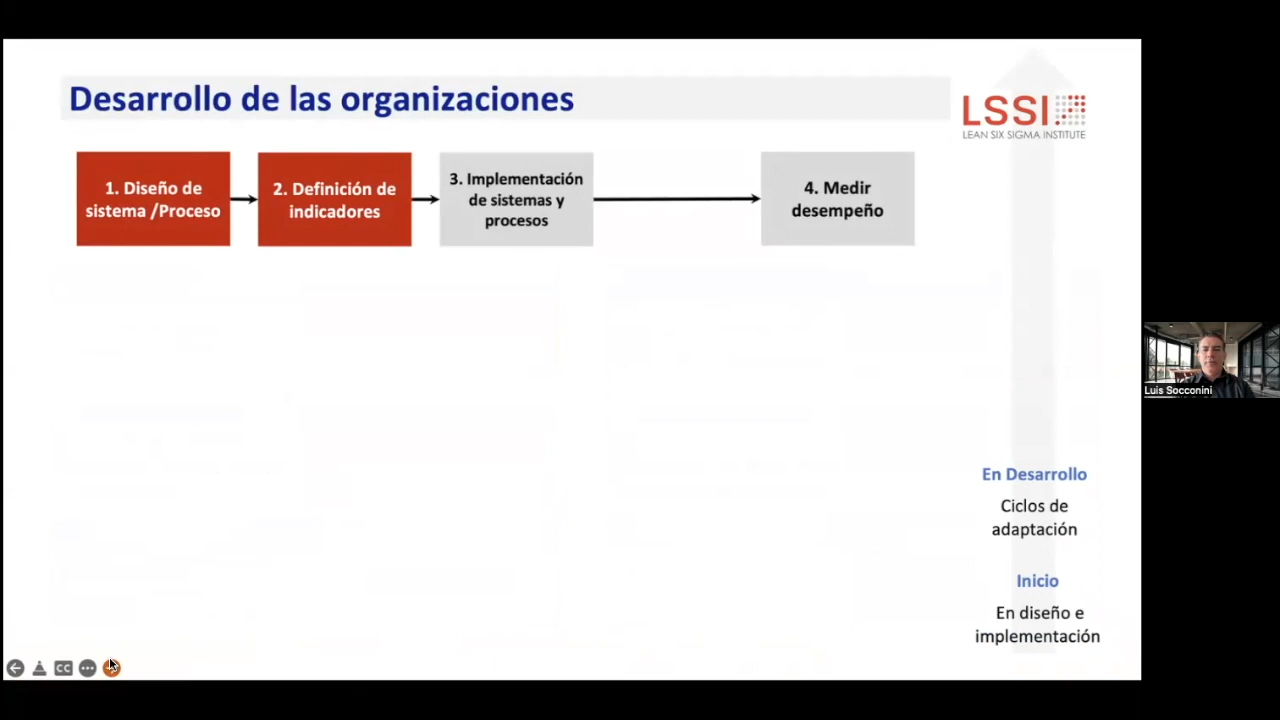 Desarrollo de las organizaciones
LSSI
LEAN SIX SIGMA INSTITUTE
1. Diseño de
sistema /Proceso
2. Definición de
indicadores
3. Implementación
de sistemas y
procesos
4. Medir
desempeño
Luis Socconini
En Desarrollo
Ciclos de
adaptación
Inicio
En diseño e
implementación
CC